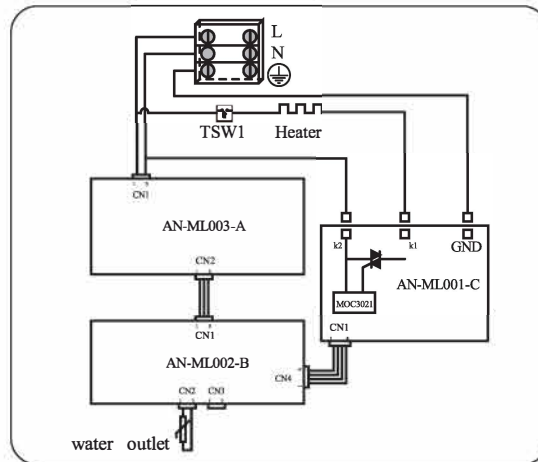 L
N
TSW1 Heater
CN1
AN-ML003-A
CN2
k2 k1 GND
AN-ML001-C
MOC3021
CN1
CN1
AN-ML002-B
CN4
CN2 CN3
water outlet